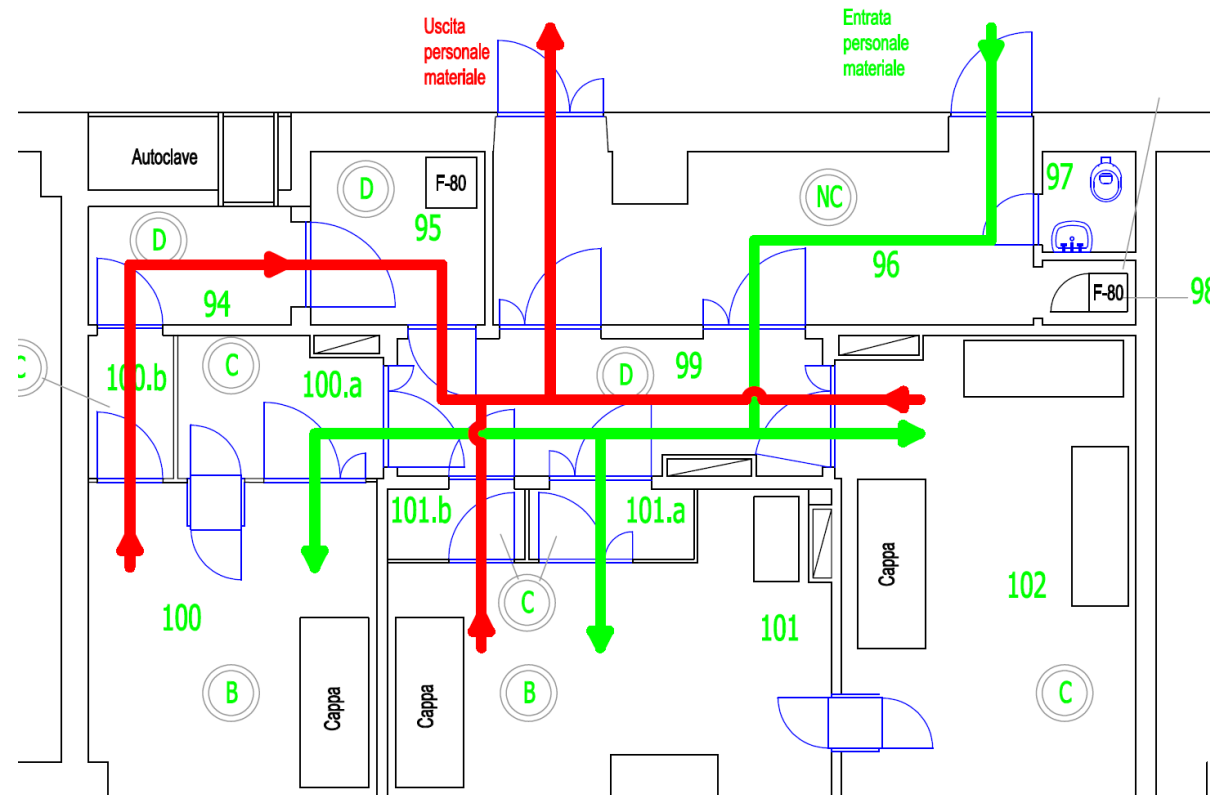 Uscita
personale
materiale
Entrata
personale
materiale
Autoclave
D
F-80
NC
97
D
95
96
94
F-80
98
C
C
100.b
100.a
D
99
101.b
101.a
C
Cappa
102
100
101
B
Cappa
Cappa
B
C